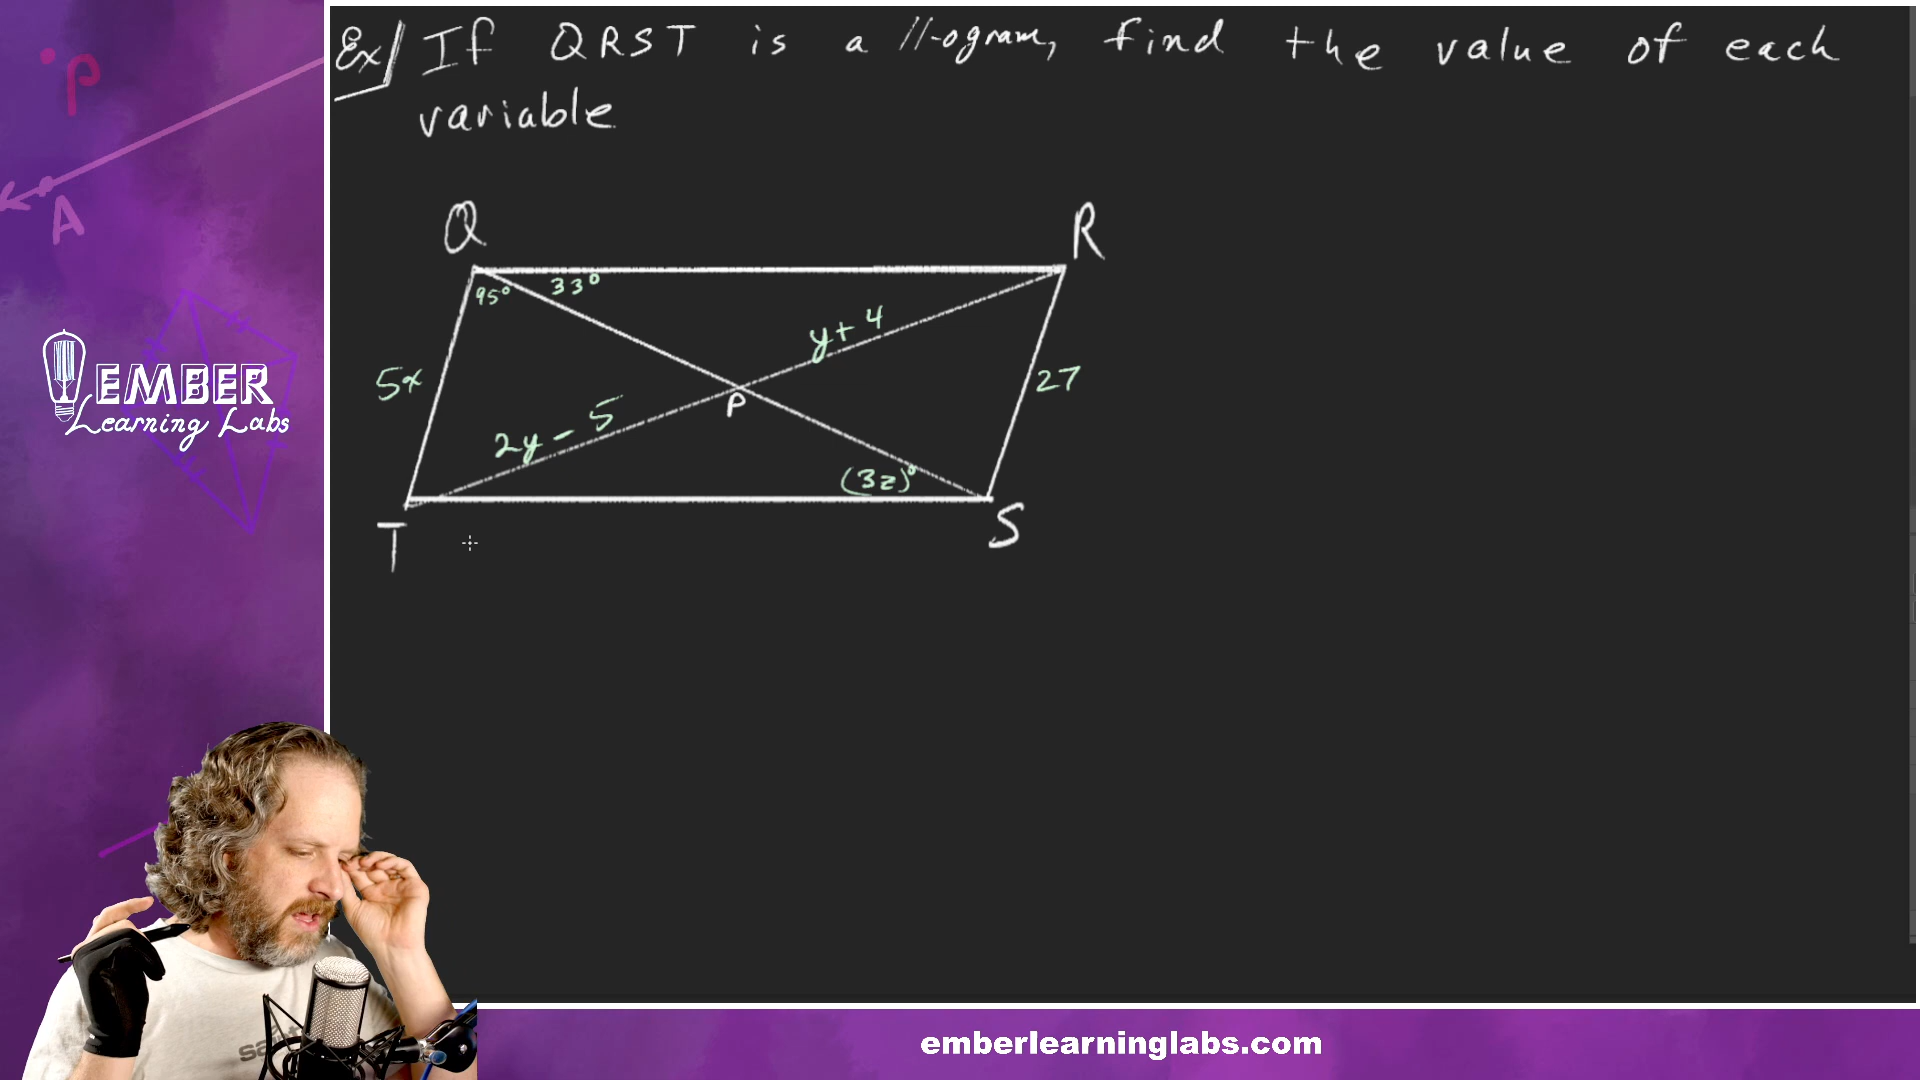 Ex/ If QRST is a //-ogram, find the value of each
variable
P
A
EMBER
Learning Labs
Q
R
95°
33°
y+4
5x
27
P
2y-5
(3z)°
T
S
emberlearninglabs.com